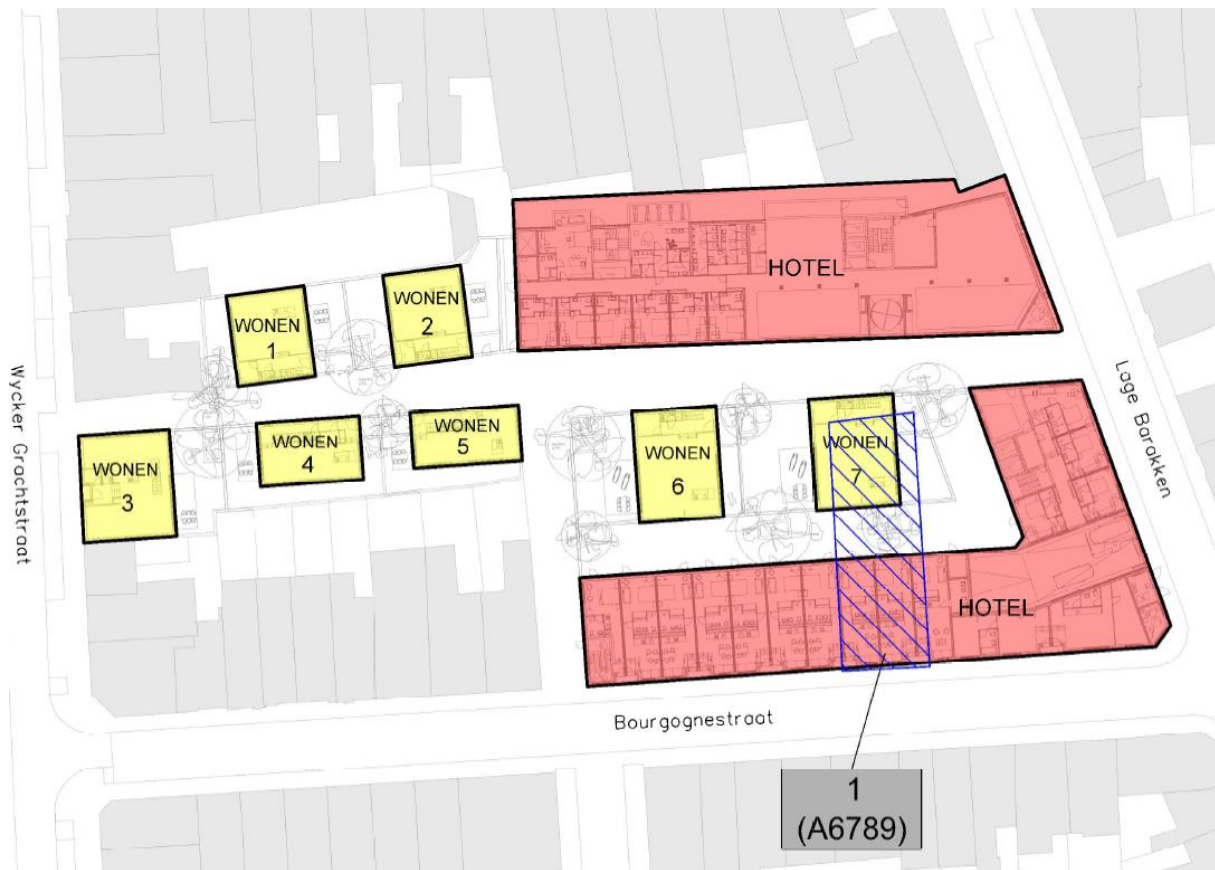 HOTEL
WONEN
1
WONEN
2
Wycker Grachtstraat
Lage Barakken
WONEN
3
WONEN
4
WONEN
5
WONEN
6
WONEN
7
HOTEL
Bourgognestraat
1
(A6789)